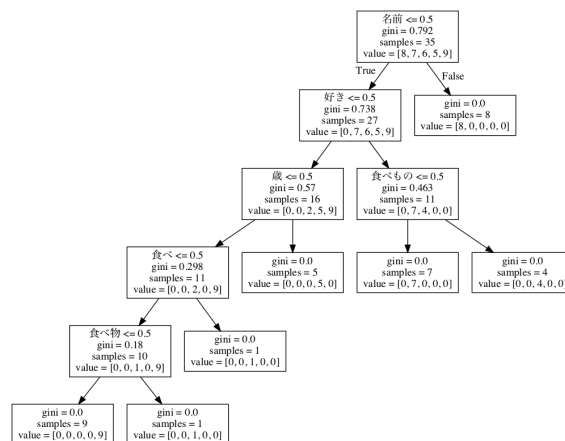 名前 <= 0.5
gini = 0.792
samples = 35
value = [8, 7, 6, 5, 9]
True
False
好き <= 0.5
gini = 0.738
samples = 27
value = [0, 7, 6, 5, 9]
gini = 0.0
samples = 8
value = [8, 0, 0, 0, 0]
歳 <= 0.5
gini = 0.57
samples = 16
value = [0, 0, 2, 5, 9]
食べもの <= 0.5
gini = 0.463
samples = 11
value = [0, 7, 4, 0, 0]
食べ <= 0.5
gini = 0.298
samples = 11
value = [0, 0, 2, 0, 9]
gini = 0.0
samples = 5
value = [0, 0, 0, 5, 0]
gini = 0.0
samples = 7
value = [0, 7, 0, 0, 0]
gini = 0.0
samples = 4
value = [0, 0, 4, 0, 0]
食べ物 <= 0.5
gini = 0.18
samples = 10
value = [0, 0, 1, 0, 9]
gini = 0.0
samples = 1
value = [0, 0, 1, 0, 0]
gini = 0.0
samples = 9
value = [0, 0, 0, 0, 9]
gini = 0.0
samples = 1
value = [0, 0, 1, 0, 0]